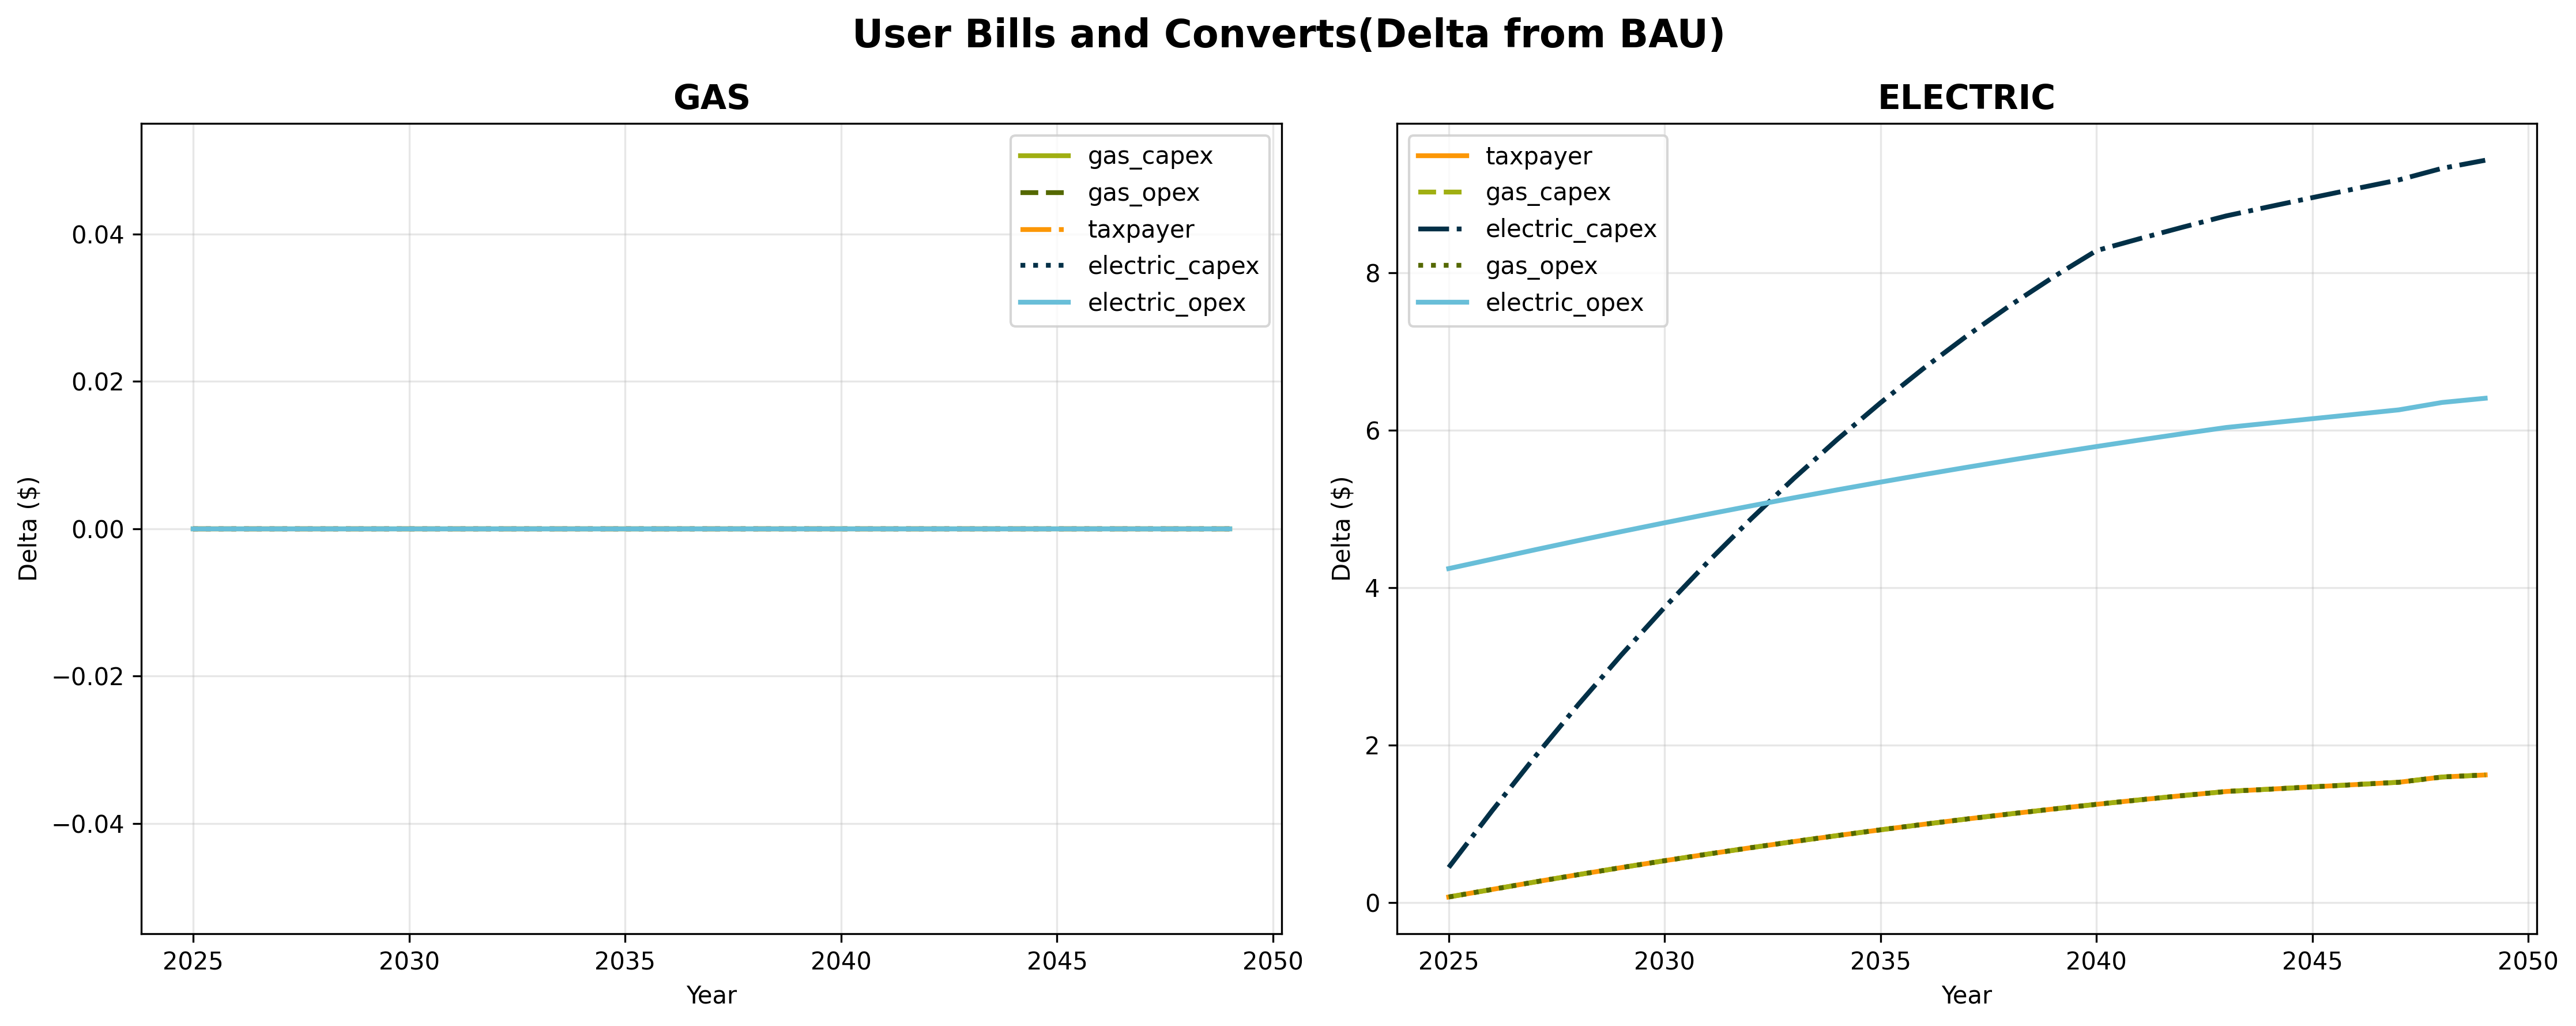 User Bills and Converts(Delta from BAU)
GAS
gas_capex
gas_opex
taxpayer
electric_capex
electric_opex
0.04
0.02
0.00
−0.02
−0.04
Delta ($)
2025 2030 2035 2040 2045 2050
Year
ELECTRIC
taxpayer
gas_capex
electric_capex
gas_opex
electric_opex
8
6
4
2
0
Delta ($)
2025 2030 2035 2040 2045 2050
Year